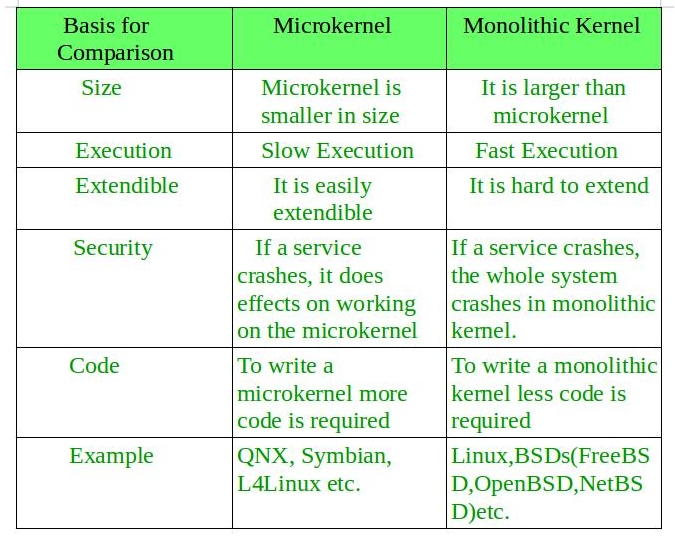 Basis for
Comparison
Microkernel
Monolithic Kernel
Size
Microkernel is
smaller in size
It is larger than
microkernel
Execution
Slow Execution
Fast Execution
Extendible
It is easily
extendible
It is hard to extend
Security
If a service
crashes, it does
effects on working
on the microkernel
If a service crashes,
the whole system
crashes in monolithic
kernel.
Code
To write a
microkernel more
code is required
To write a monolithic
kernel less code is
required
Example
QNX, Symbian,
L4Linux etc.
Linux,BSDs(FreeBS
D,OpenBSD,NetBS
D)etc.